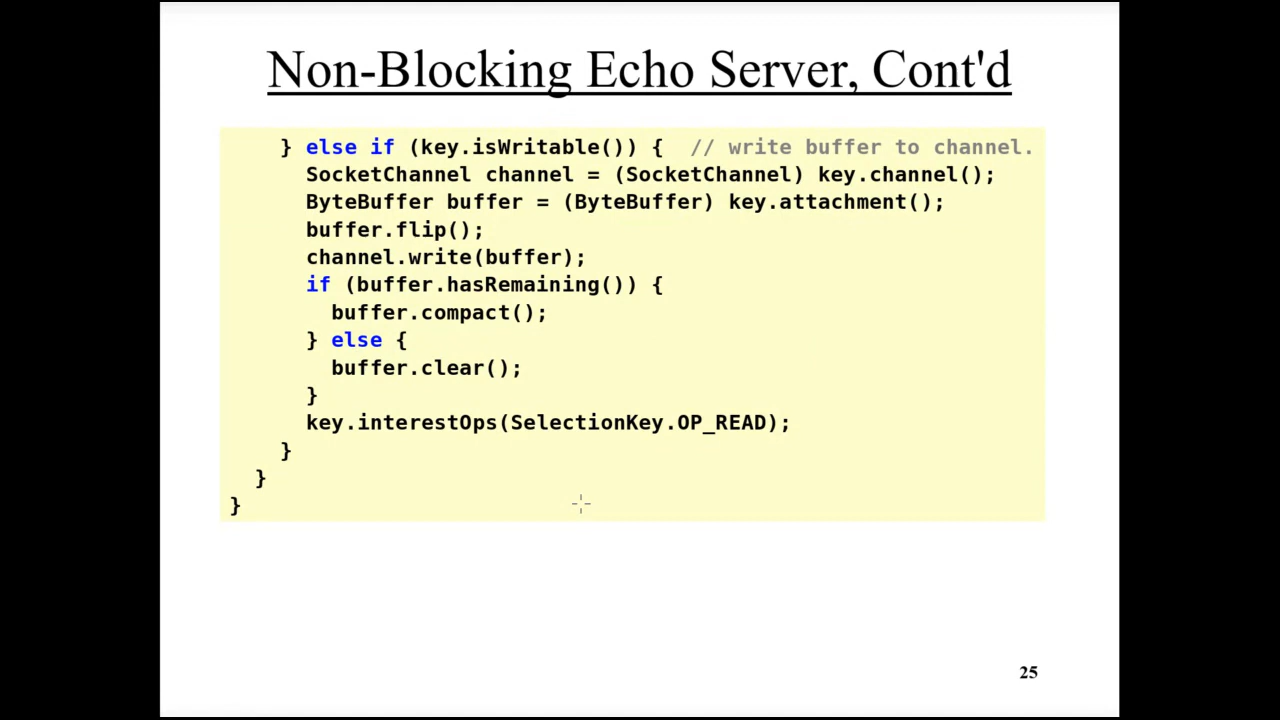 Non-Blocking Echo Server, Cont'd
} else if (key.isWritable()) {  // write buffer to channel.
SocketChannel channel = (SocketChannel) key.channel();
ByteBuffer buffer = (ByteBuffer) key.attachment();
buffer.flip();
channel.write(buffer);
if (buffer.hasRemaining()) {
buffer.compact();
} else {
buffer.clear();
}
key.interestOps(SelectionKey.OP_READ);
}
}
}
25